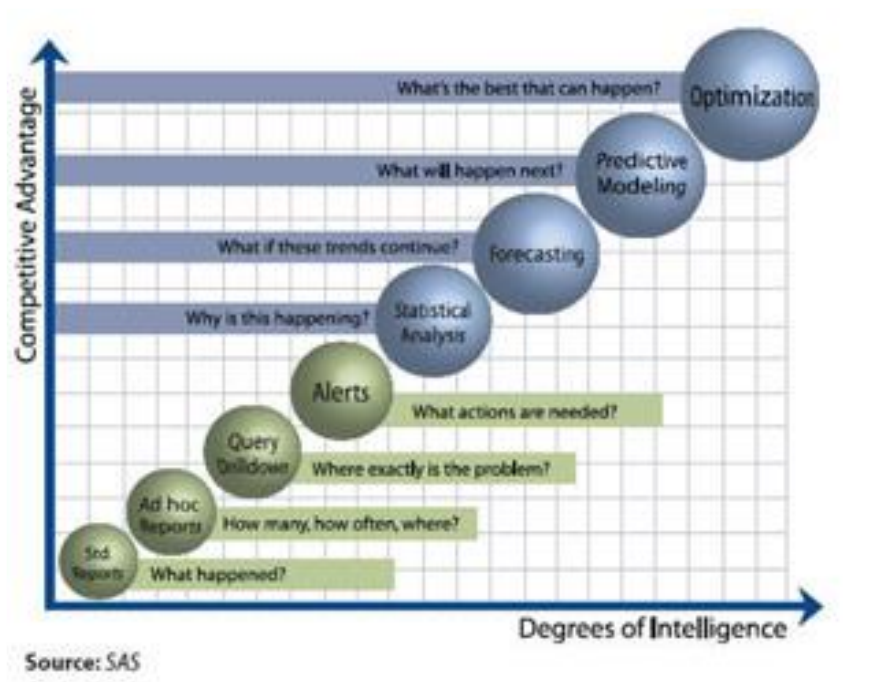 Competitive Advantage
What's the best that can happen?
Optimization
What will happen next?
Predictive
Modeling
What if these trends continue?
Forecasting
Why is this happening?
Statistical
Analysis
Alerts
What actions are needed?
Query
Drilldown
Where exactly is the problem?
Ad hoc
Reports
How many, how often, where?
Std.
Reports
What happened?
Degrees of Intelligence
Source: SAS